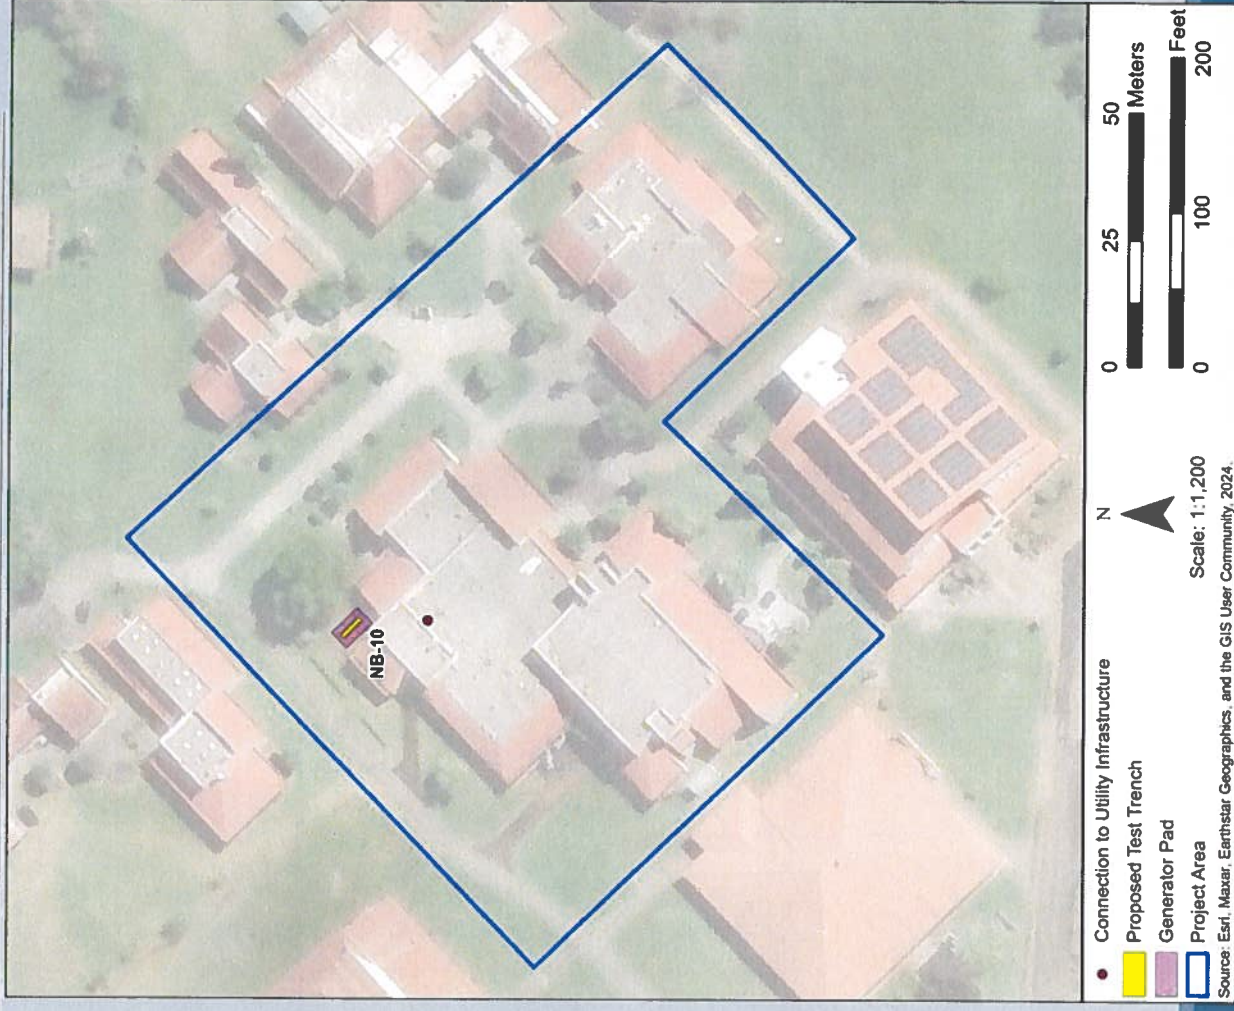 NB-10
Connection to Utility Infrastructure
Proposed Test Trench
Generator Pad
Project Area
N
Scale: 1:1,200
0 25 50
Meters
0 100 200
Feet
Source: Esri, Maxar, Earthstar Geographics, and the GIS User Community, 2024.